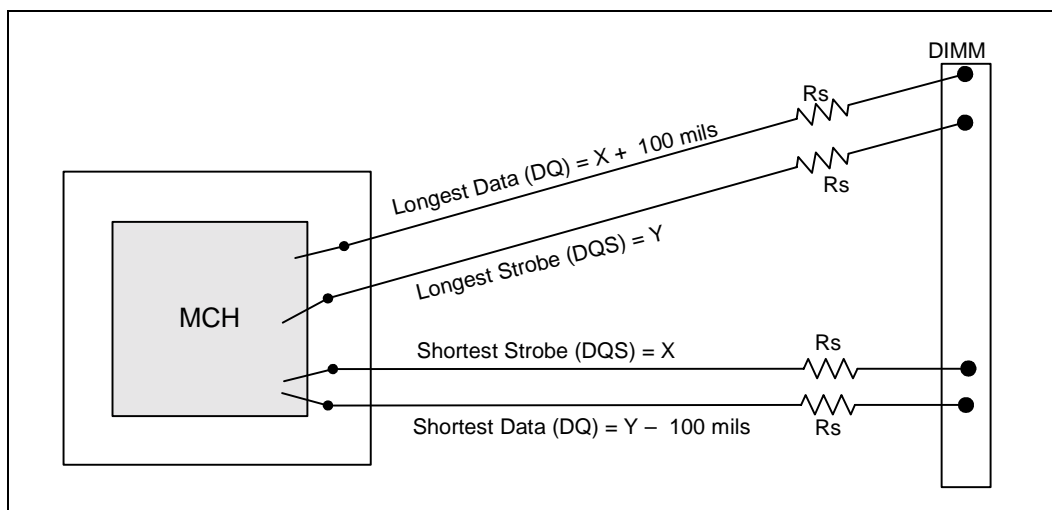 DIMM
Rs
Longest Data (DQ) = X + 100 mils
Rs
Longest Strobe (DQS) = Y
MCH
Rs
Shortest Strobe (DQS) = X
Shortest Data (DQ) = Y – 100 mils
Rs